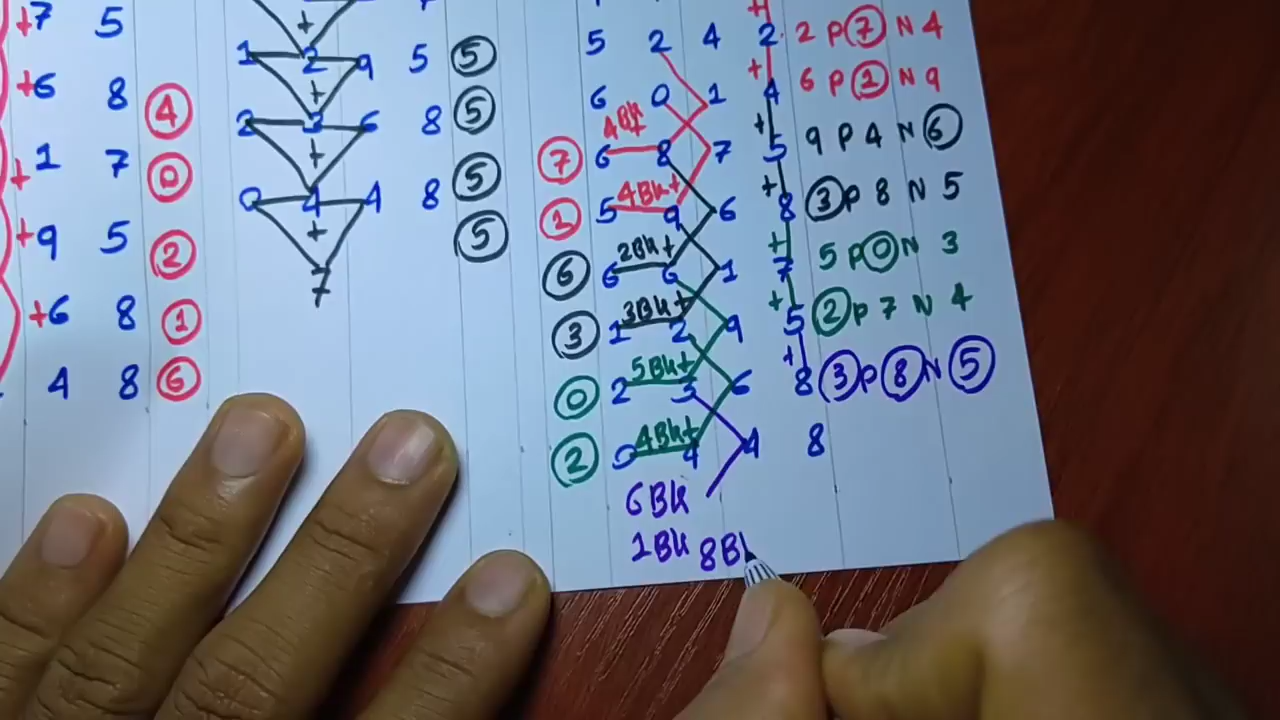 +7 5
+6 8 ④
+1 7 ⓪
+9 5 ②
+6 8 ①
4 8 ⑥
+
1 2 9 5 ⑤
+
2 3 6 8 ⑤
+
0 4 4 8 ⑤
+
⑤
7
+
5 2 4 2 2 P ⑦ N 4
+
6 0 1 4 6 P ① N 9
4Bk+
+
⑦ 6 8 7 5 9 P 4 N ⑥
4Bk+
+
① 5 9 6 8 ③ P 8 N 5
2Bk+
+
⑥ 6 6 1 7 5 P ⓪ N 3
3Bk+
+
③ 1 2 9 5 ② P 7 N 4
5Bk+
+
⓪ 2 3 6 8 ③ P ⑧ N ⑤
4Bk+
② 0 4 4 8
6Bk
1Bk 8Bk